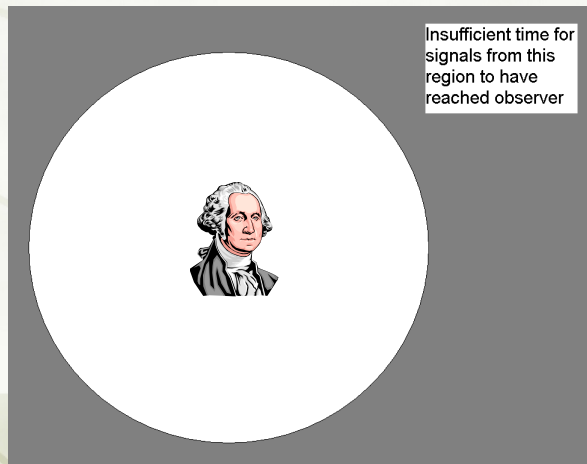 Insufficient time for
signals from this
region to have
reached observer